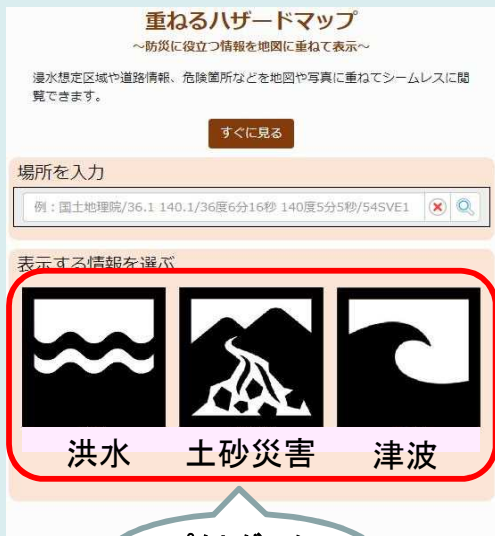 重ねるハザードマップ
～防災に役立つ情報を地図に重ねて表示～
浸水想定区域や道路情報、危険箇所などを地図や写真に重ねてシームレスに閲
覧できます。
すぐに見る
場所を入力
例：国土地理院/36.1 140.1/36度6分16秒 140度5分5秒/54SVE1
表示する情報を選ぶ
洪水 土砂災害 津波